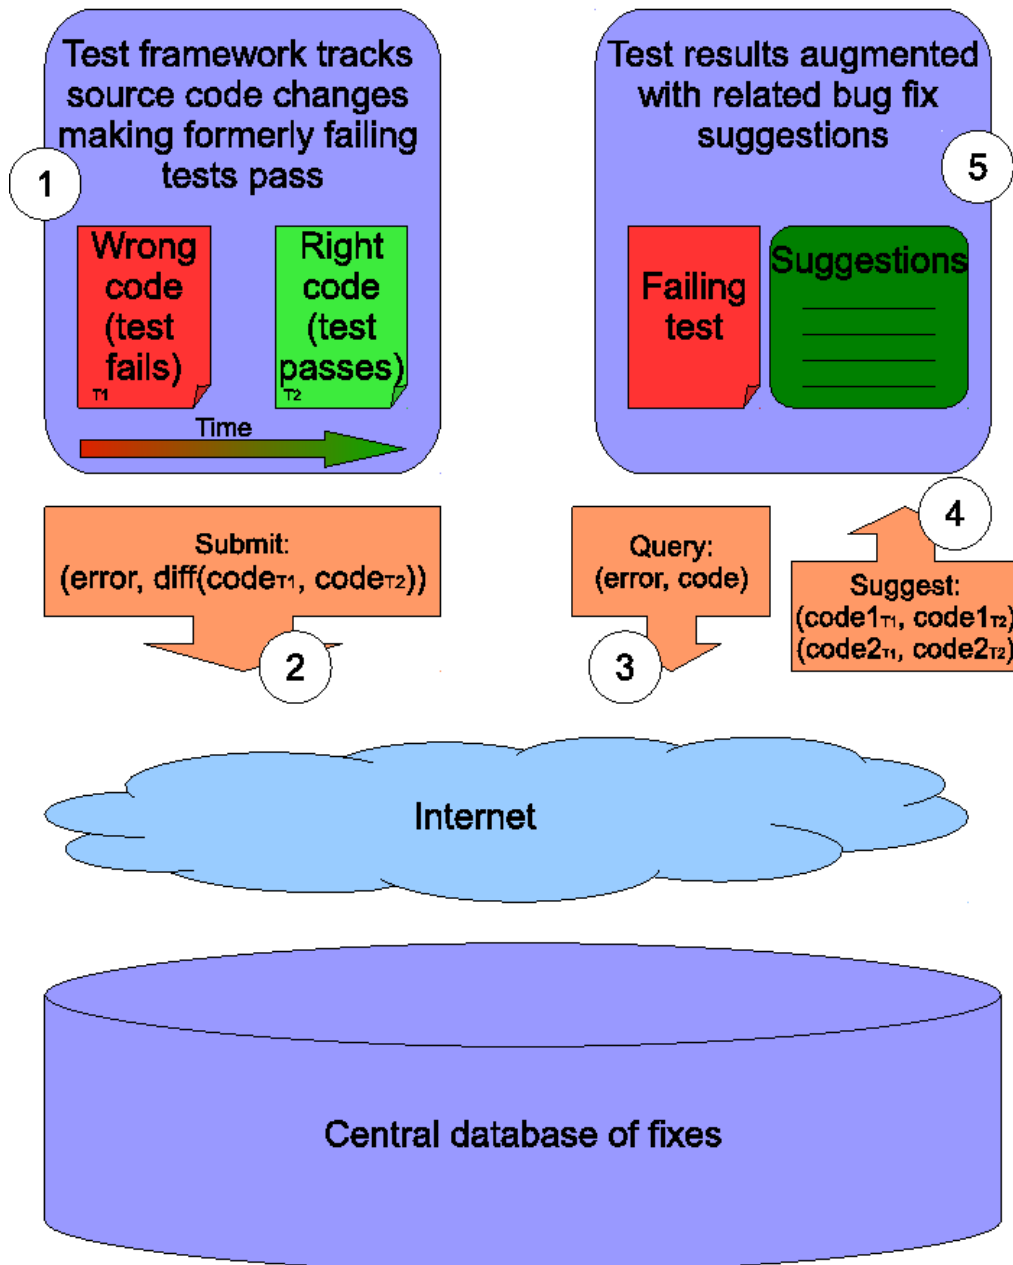 Test framework tracks
source code changes
making formerly failing
tests pass
1
Wrong
code
(test
fails)
T1
Right
code
(test
passes)
T2
Time
Test results augmented
with related bug fix
suggestions
5
Failing
test
Suggestions
Submit:
(error, diff(codeT1, codeT2))
2
Query:
(error, code)
3
4
Suggest:
(code1T1, code1T2)
(code2T1, code2T2)
Internet
Central database of fixes